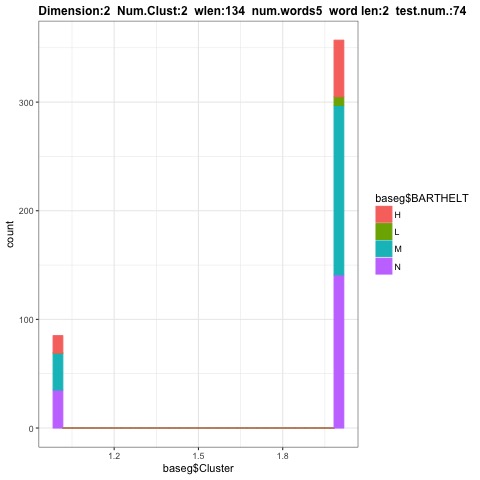 Dimension:2  Num.Clust:2  wlen:134  num.words5  word len:2  test.num.:74
count
300
200
100
0
1.2
1.5
1.8
baseg$Cluster
baseg$BARTHELT
H
L
M
N